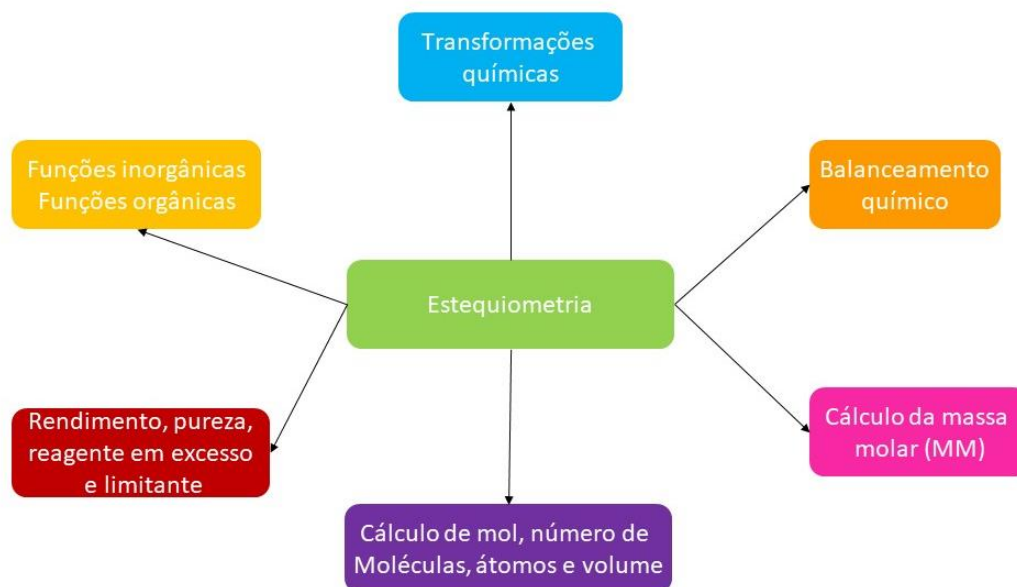 Transformações
químicas
Funções inorgânicas
Funções orgânicas
Balanceamento
químico
Estequiometria
Rendimento, pureza,
reagente em excesso
e limitante
Cálculo da massa
molar (MM)
Cálculo de mol, número de
Moléculas, átomos e volume